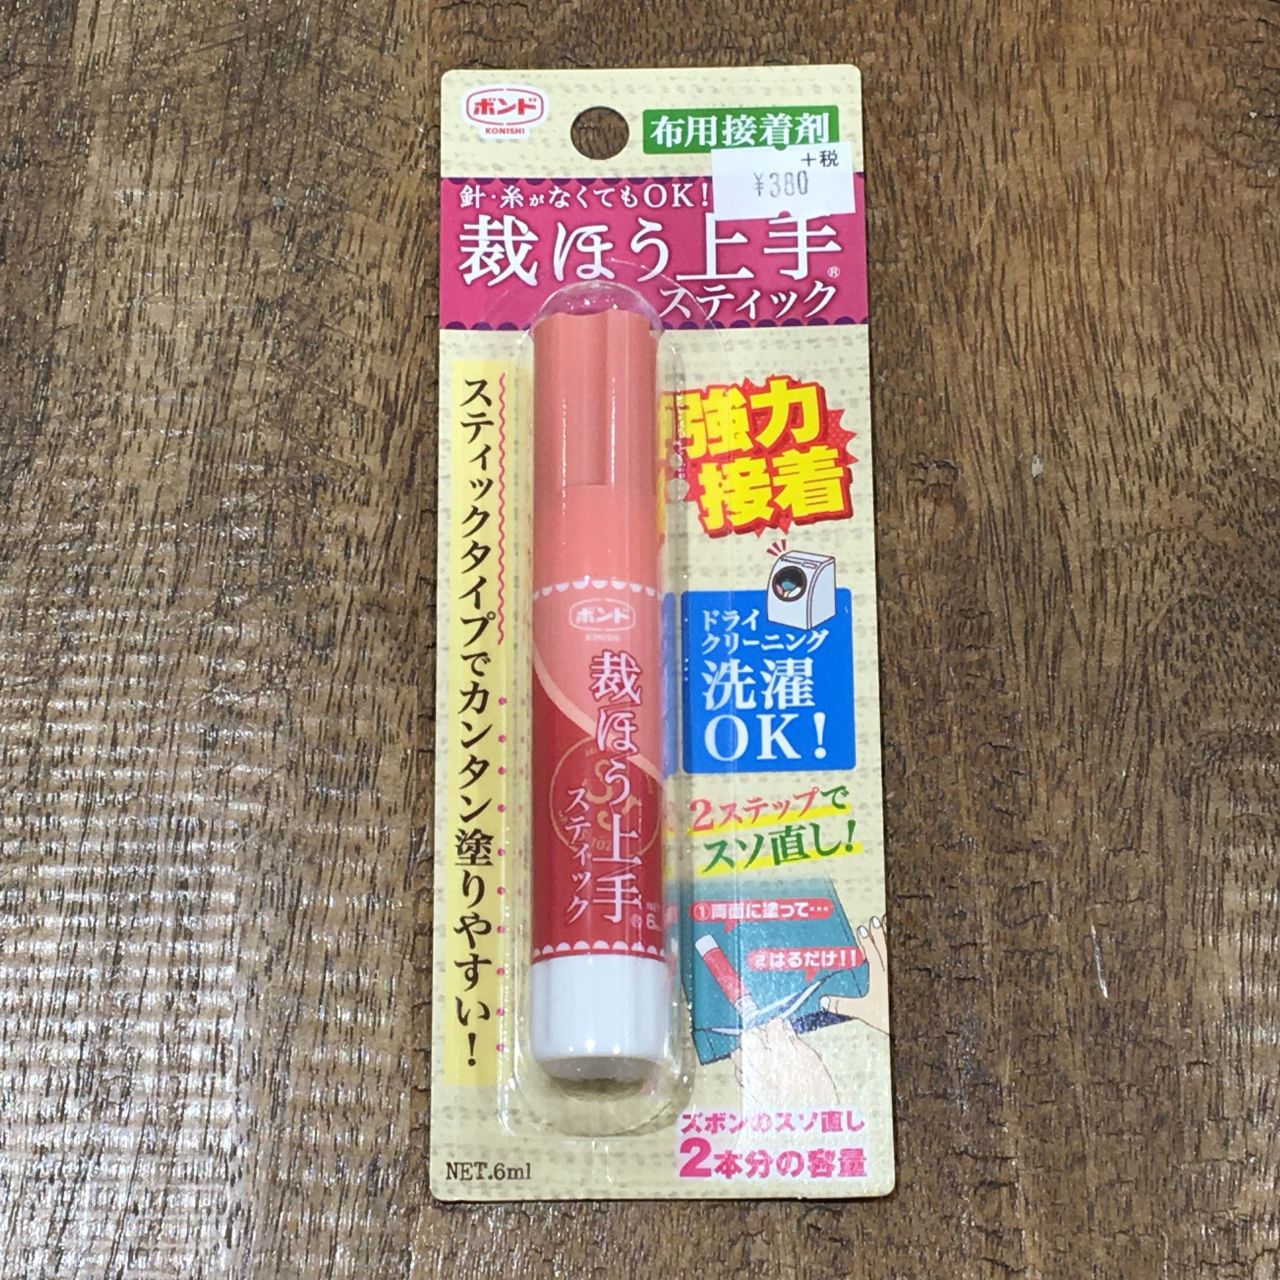 ボンド
KONISHI
布用接着剤
+税
¥380
針・糸がなくてもOK!
裁ほう上手®
スティック
スティックタイプでカンタン塗りやすい!
強力
接着
ドライ
クリーニング
洗濯
OK!
2ステップで
スソ直し!
①両面に塗って…
②はるだけ!!
ズボンのスソ直し
2本分の容量
NET.6ml
ボンド
KONISHI
裁ほう上手®
スティック